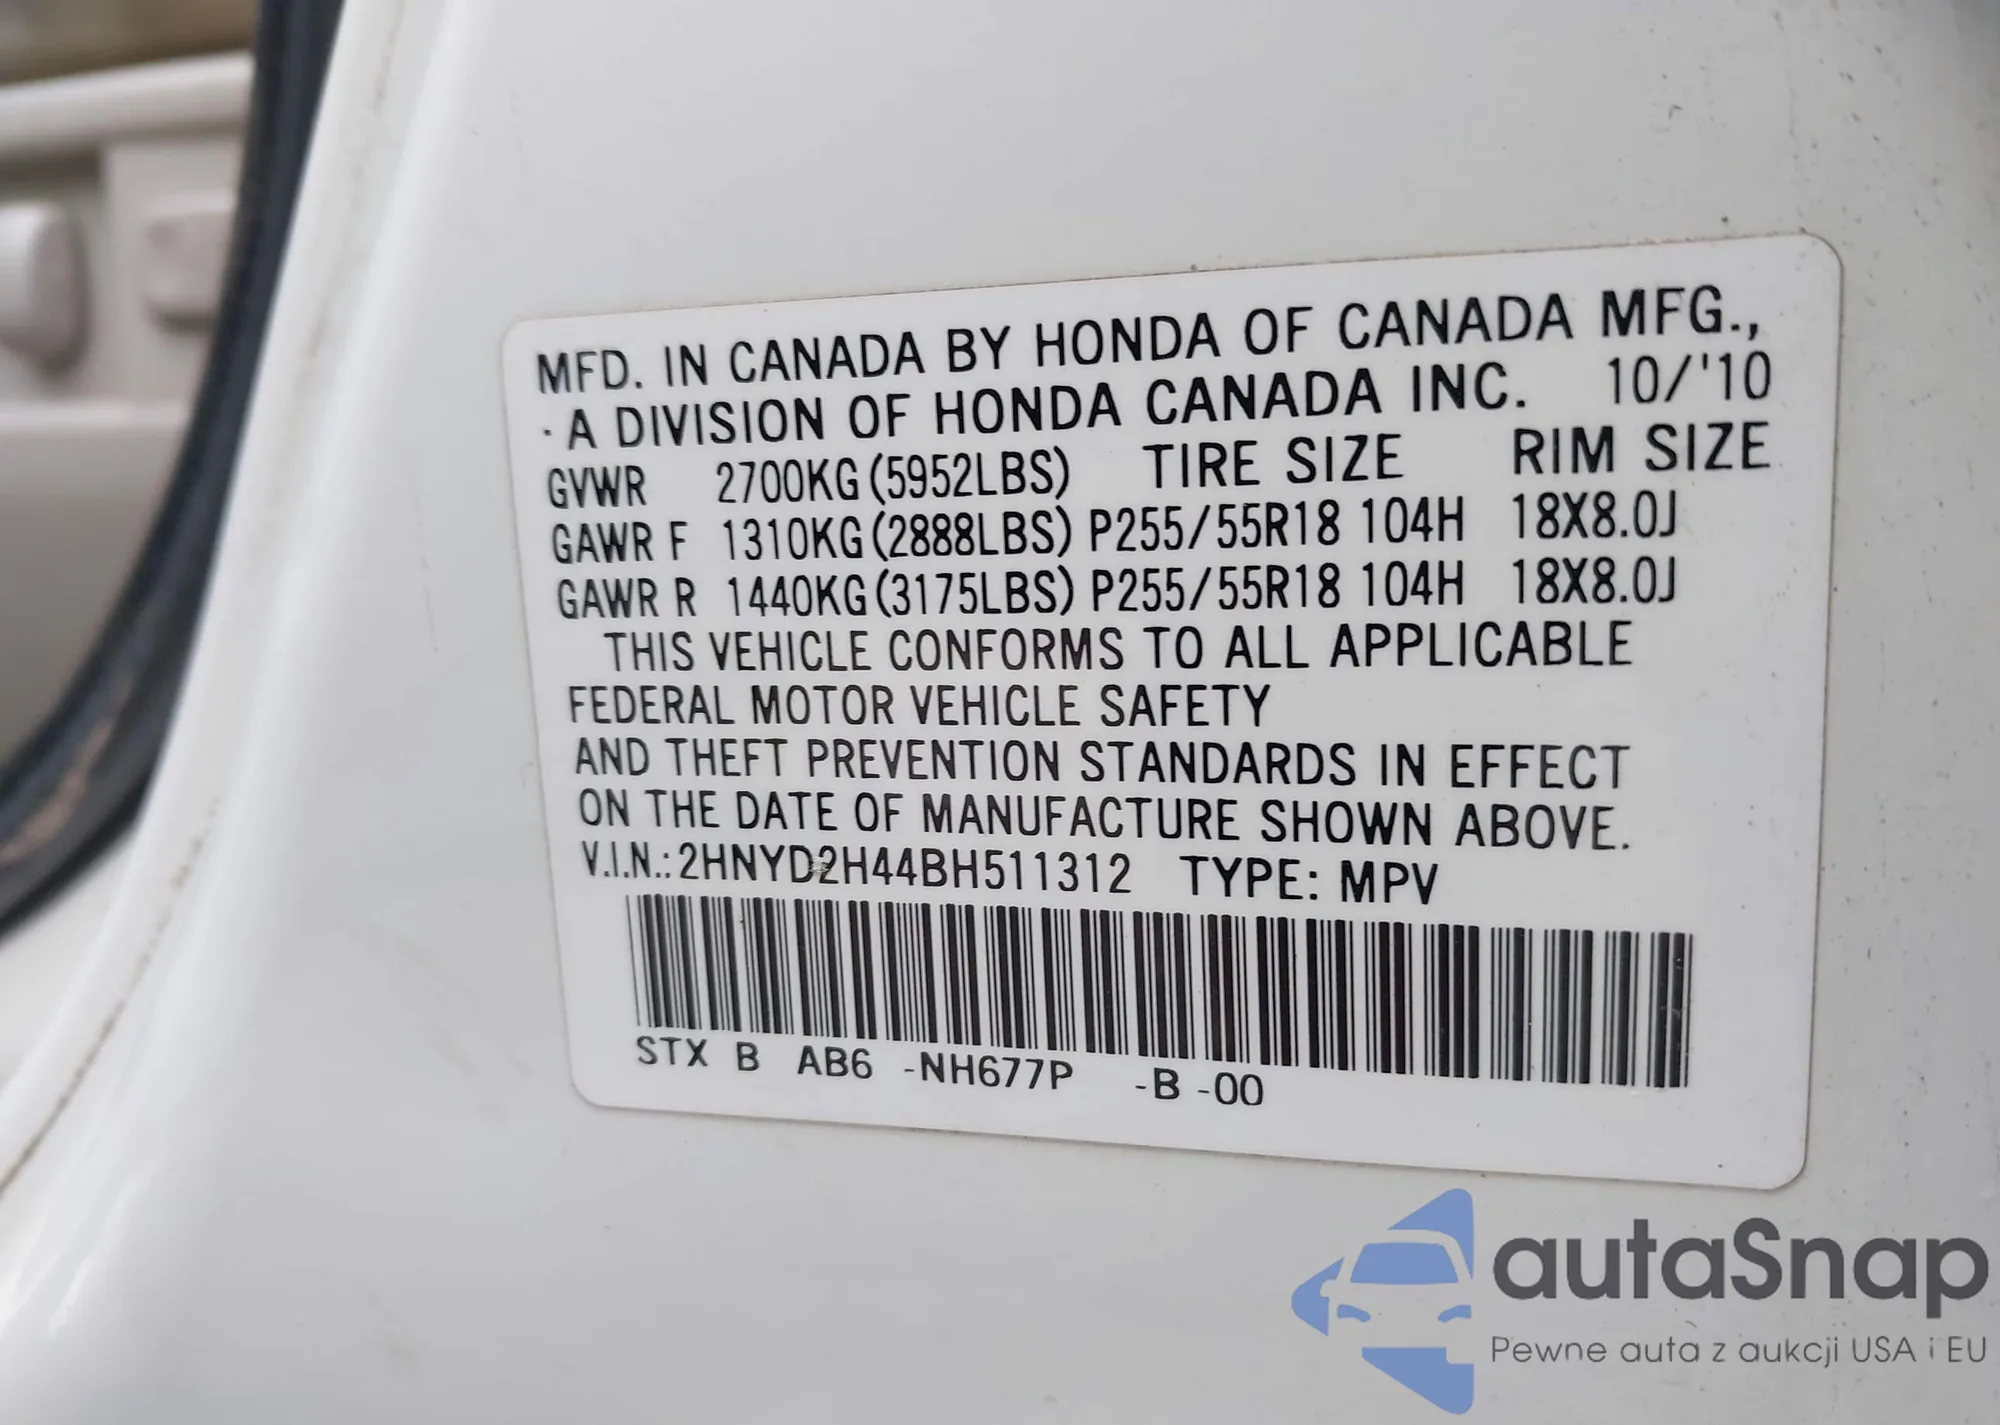 MFD. IN CANADA BY HONDA OF CANADA MFG.,
· A DIVISION OF HONDA CANADA INC. 10/'10
GVWR 2700KG (5952LBS) TIRE SIZE RIM SIZE
GAWR F 1310KG (2888LBS) P255/55R18 104H 18X8.0J
GAWR R 1440KG (3175LBS) P255/55R18 104H 18X8.0J
THIS VEHICLE CONFORMS TO ALL APPLICABLE
FEDERAL MOTOR VEHICLE SAFETY
AND THEFT PREVENTION STANDARDS IN EFFECT
ON THE DATE OF MANUFACTURE SHOWN ABOVE.
V.I.N.: 2HNYD2H44BH511312 TYPE: MPV
STX B AB6 -NH677P -B -00
autaSnap
Pewne auta z aukcji USA i EU